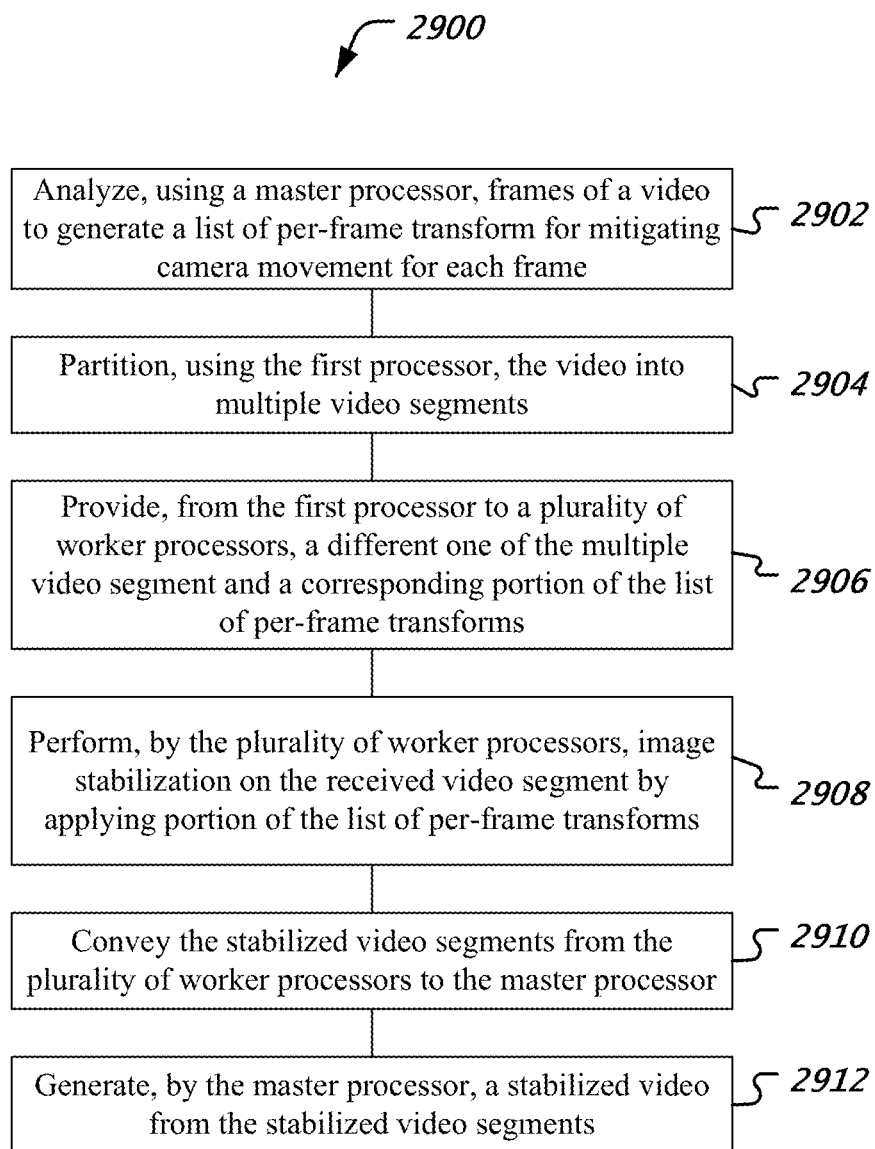 2900
Analyze, using a master processor, frames of a video
to generate a list of per-frame transform for mitigating
camera movement for each frame
2902
Partition, using the first processor, the video into
multiple video segments
2904
Provide, from the first processor to a plurality of
worker processors, a different one of the multiple
video segment and a corresponding portion of the list
of per-frame transforms
2906
Perform, by the plurality of worker processors, image
stabilization on the received video segment by
applying portion of the list of per-frame transforms
2908
Convey the stabilized video segments from the
plurality of worker processors to the master processor
2910
Generate, by the master processor, a stabilized video
from the stabilized video segments
2912